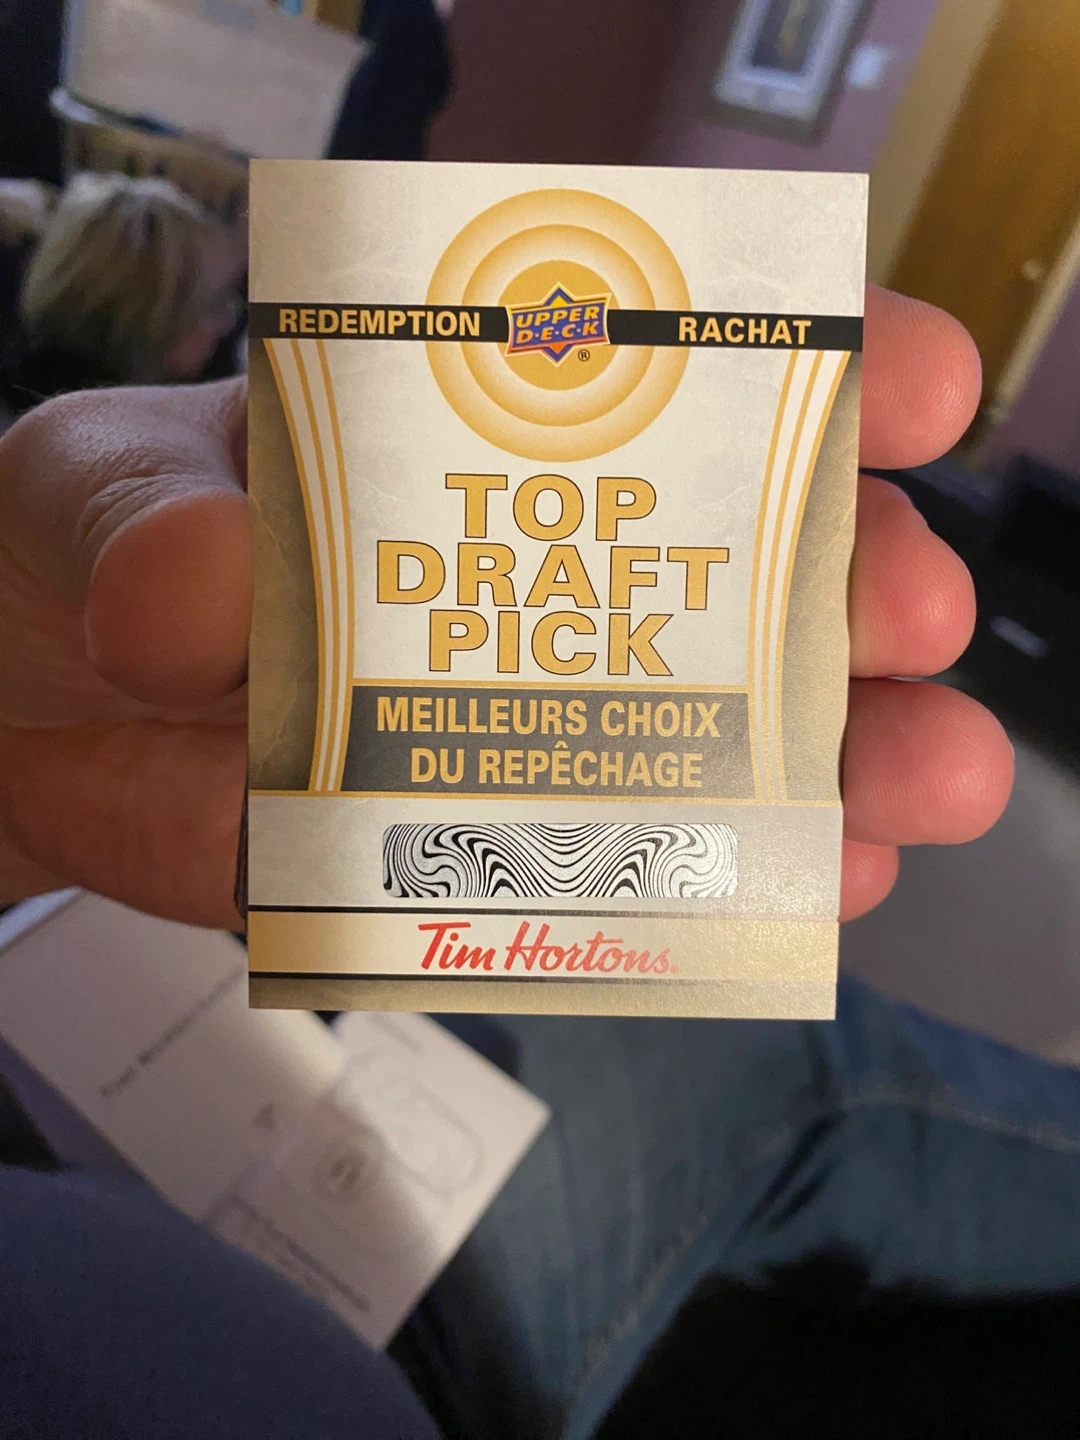 REDEMPTION UPPER DECK ® RACHAT
TOP
DRAFT
PICK
MEILLEURS CHOIX
DU REPÊCHAGE
Tim Hortons.